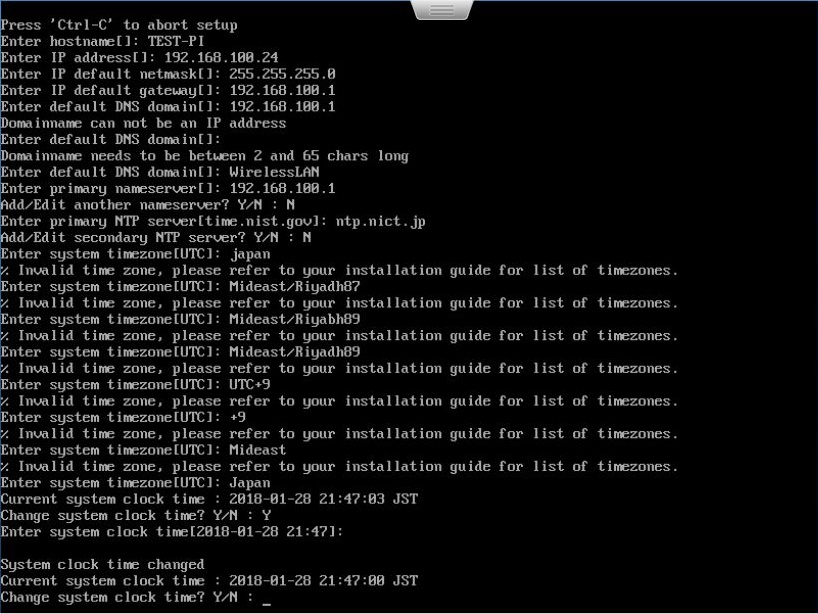 Press 'Ctrl-C' to abort setup
Enter hostname[]: TEST-PI
Enter IP address[]: 192.168.100.24
Enter IP default netmask[]: 255.255.255.0
Enter IP default gateway[]: 192.168.100.1
Enter default DNS domain[]: 192.168.100.1
Domainname can not be an IP address
Enter default DNS domain[]:
Domainname needs to be between 2 and 65 chars long
Enter default DNS domain[]: WirelessLAN
Enter primary nameserver[]: 192.168.100.1
Add/Edit another nameserver? Y/N : N
Enter primary NTP server[time.nist.gov]: ntp.nict.jp
Add/Edit secondary NTP server? Y/N : N
Enter system timezone[UTC]: japan
% Invalid time zone, please refer to your installation guide for list of timezones.
Enter system timezone[UTC]: Mideast/Riyadh87
% Invalid time zone, please refer to your installation guide for list of timezones.
Enter system timezone[UTC]: Mideast/Riyabh89
% Invalid time zone, please refer to your installation guide for list of timezones.
Enter system timezone[UTC]: Mideast/Riyadh89
% Invalid time zone, please refer to your installation guide for list of timezones.
Enter system timezone[UTC]: UTC+9
% Invalid time zone, please refer to your installation guide for list of timezones.
Enter system timezone[UTC]: +9
% Invalid time zone, please refer to your installation guide for list of timezones.
Enter system timezone[UTC]: Mideast
% Invalid time zone, please refer to your installation guide for list of timezones.
Enter system timezone[UTC]: Japan
Current system clock time : 2018-01-28 21:47:03 JST
Change system clock time? Y/N : Y
Enter system clock time[2018-01-28 21:47]:
System clock time changed
Current system clock time : 2018-01-28 21:47:00 JST
Change system clock time? Y/N : _